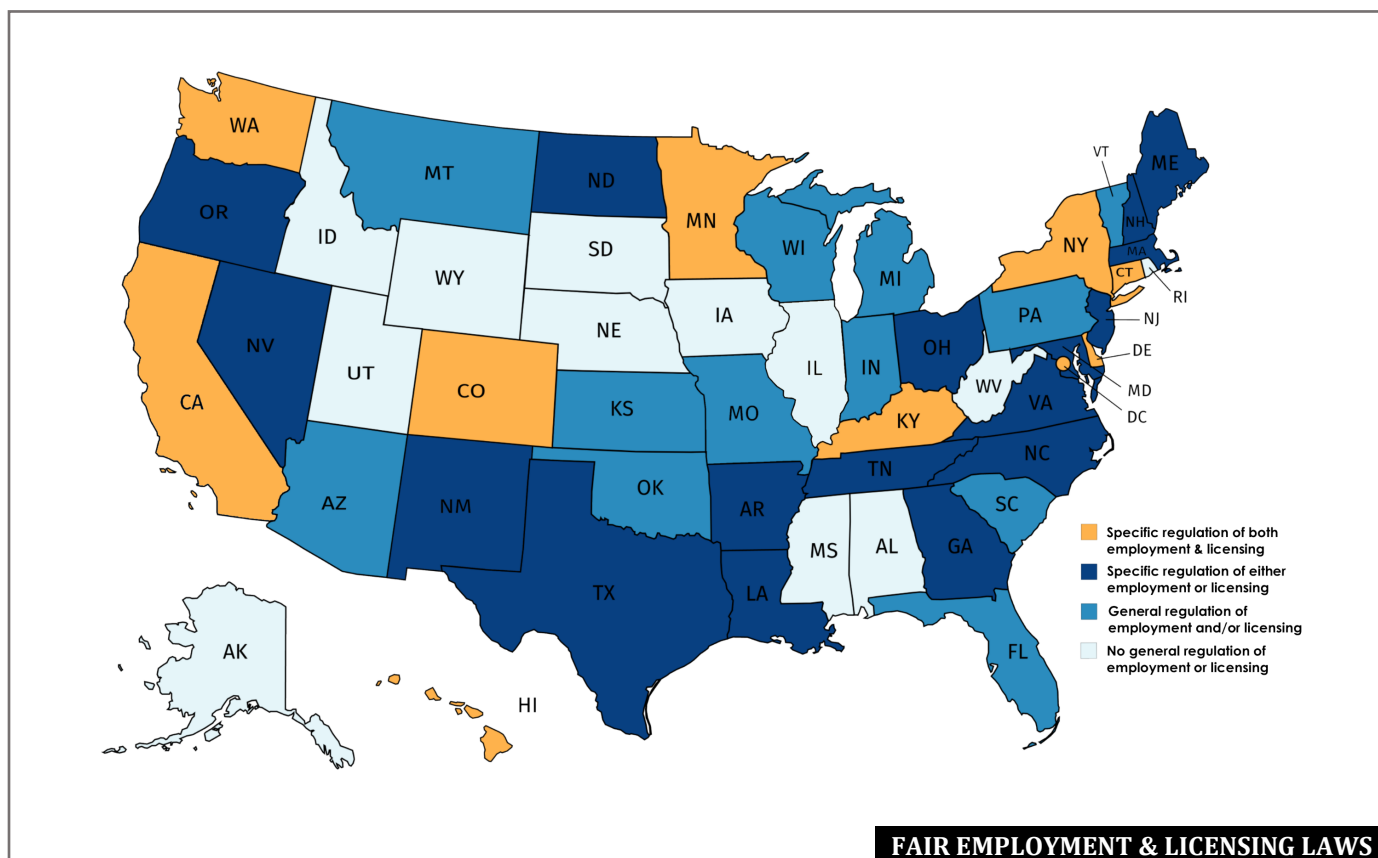 WA
MT
ND
MN
VT
ME
OR
ID
SD
WI
NH
WY
MI
NY
MA
CT
RI
IA
NE
PA
NJ
NV
OH
DE
UT
IL
IN
CO
WV
MD
CA
KS
MO
VA
DC
KY
NC
TN
AZ
OK
NM
AR
SC
MS
AL
GA
TX
LA
FL
AK
HI
Specific regulation of both
employment & licensing
Specific regulation of either
employment or licensing
General regulation of
employment and/or licensing
No general regulation of
employment or licensing
FAIR EMPLOYMENT & LICENSING LAWS